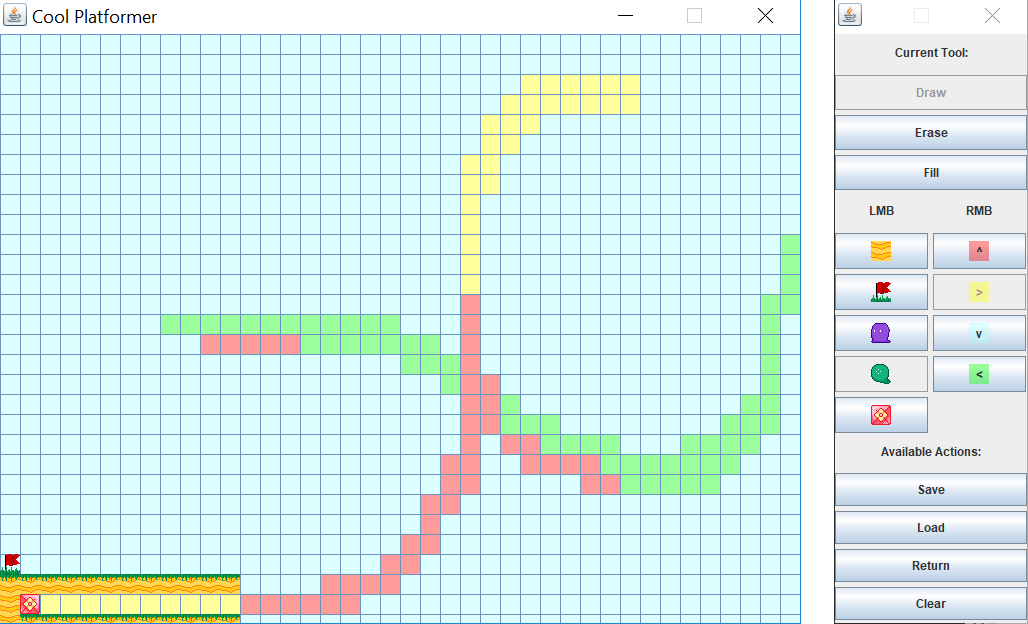 Cool Platformer
Current Tool:
Draw
Erase
Fill
LMB RMB
^
>
v
<
Available Actions:
Save
Load
Return
Clear